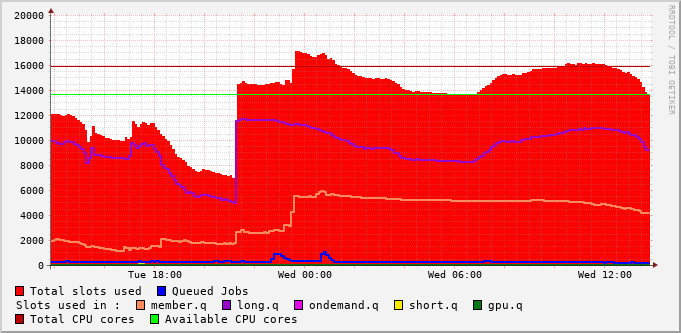 20000
18000
16000
14000
12000
10000
8000
6000
4000
2000
0
Tue 18:00 Wed 00:00 Wed 06:00 Wed 12:00
RRDTOOL / TOBI OETIKER
Total slots used Queued Jobs
Slots used in : member.q long.q ondemand.q short.q gpu.q
Total CPU cores Available CPU cores